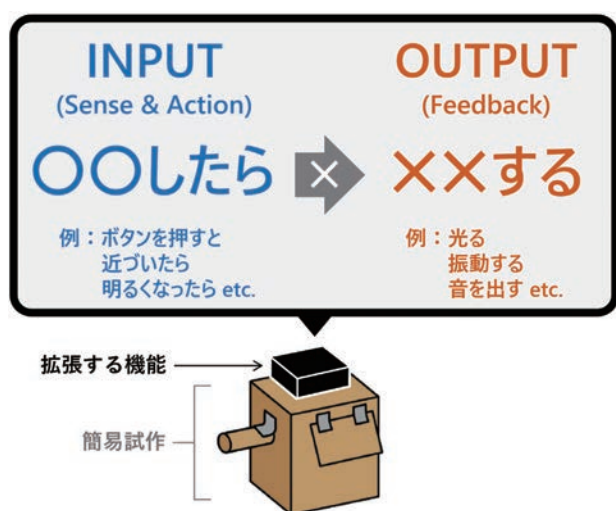 INPUT
(Sense & Action)
〇〇したら
例：ボタンを押すと
近づいたら
明るくなったら etc.
×
OUTPUT
(Feedback)
××する
例：光る
振動する
音を出す etc.
拡張する機能
簡易試作